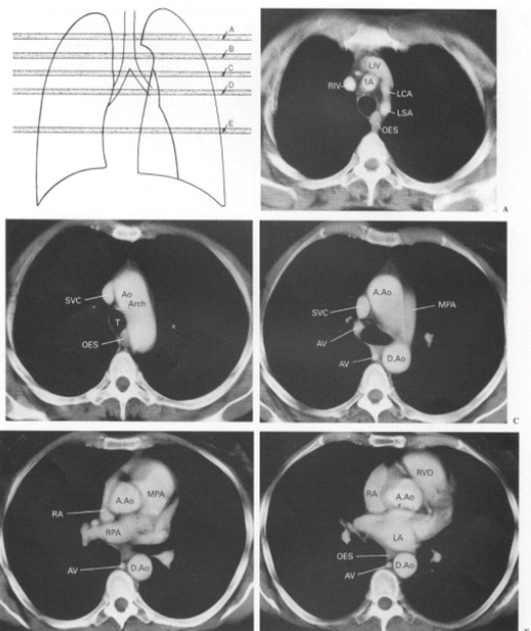 A
B
C
D
E
LIV
RIV
IA
LCA
LSA
OES
A
SVC
Ao
Arch
T
OES
A.Ao
SVC
MPA
AV
AV
D.Ao
C
A.Ao
MPA
RA
RPA
AV
D.Ao
RVO
RA
A.Ao
LA
OES
AV
D.Ao